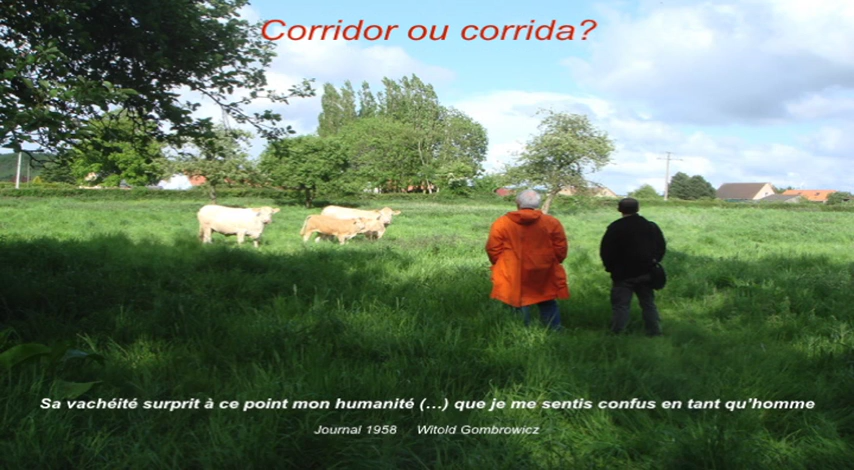 Corridor ou corrida?
Sa vachéité surprit à ce point mon humanité (...) que je me sentis confus en tant qu'homme
Journal 1958 Witold Gombrowicz